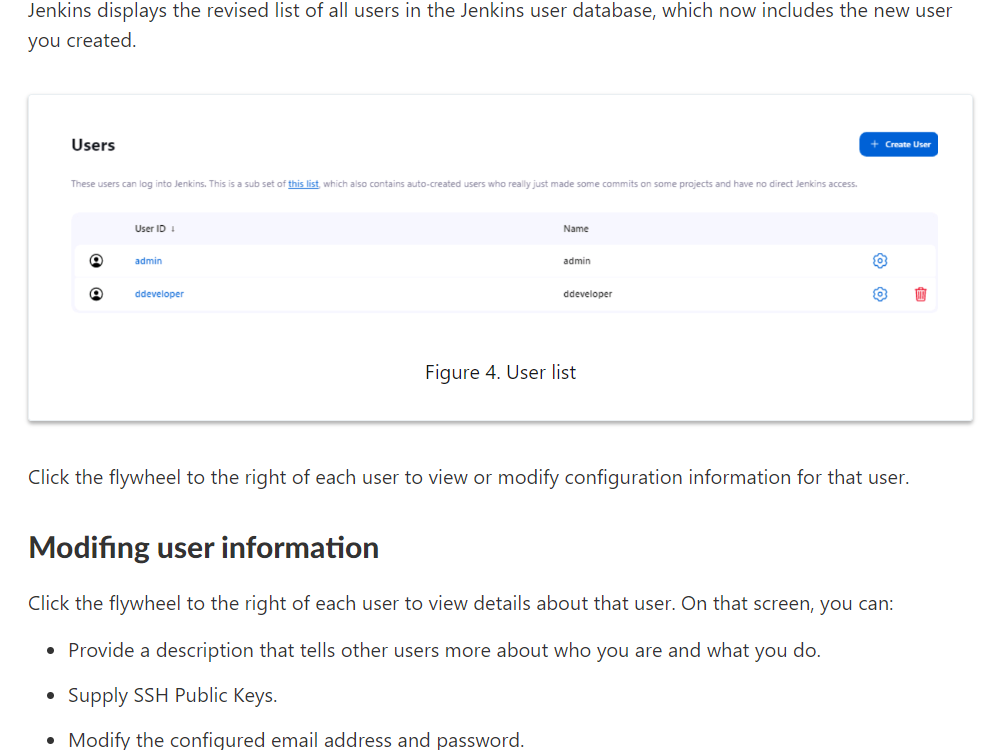 Jenkins displays the revised list of all users in the Jenkins user database, which now includes the new user
you created.
Users
+ Create User
These users can log into Jenkins. This is a sub set of this list, which also contains auto-created users who really just made some commits on some projects and have no direct Jenkins access.
User ID ↓ Name
admin admin
ddeveloper ddeveloper
Figure 4. User list
Click the flywheel to the right of each user to view or modify configuration information for that user.
Modifing user information
Click the flywheel to the right of each user to view details about that user. On that screen, you can:
• Provide a description that tells other users more about who you are and what you do.
• Supply SSH Public Keys.
• Modify the configured email address and password.